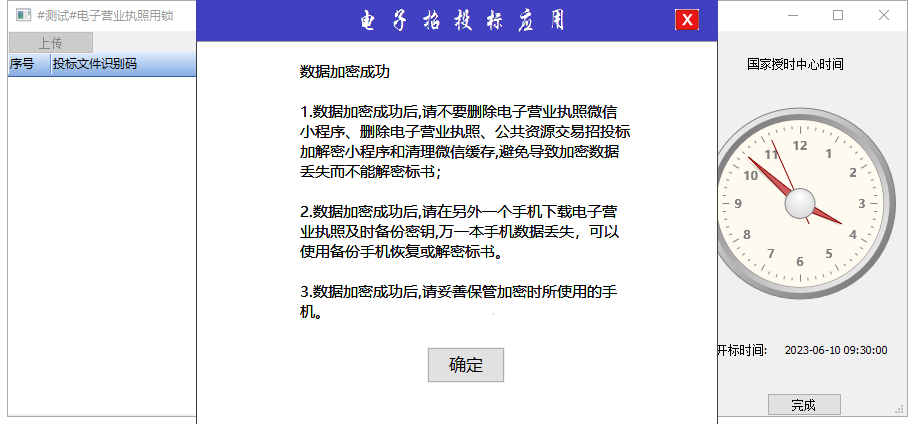 #测试#电子营业执照用锁
上传
序号 投标文件识别码
电子招投标应用
X
数据加密成功
1.数据加密成功后,请不要删除电子营业执照微信
小程序、删除电子营业执照、公共资源交易招投标
加解密小程序和清理微信缓存,避免导致加密数据
丢失而不能解密标书；
2.数据加密成功后,请在另外一个手机下载电子营
业执照及时备份密钥,万一本手机数据丢失，可以
使用备份手机恢复或解密标书。
3.数据加密成功后,请妥善保管加密时所使用的手
机。
确定
国家授时中心时间
12
11
1
10
2
9
3
8
4
7
5
6
开标时间: 2023-06-10 09:30:00
完成